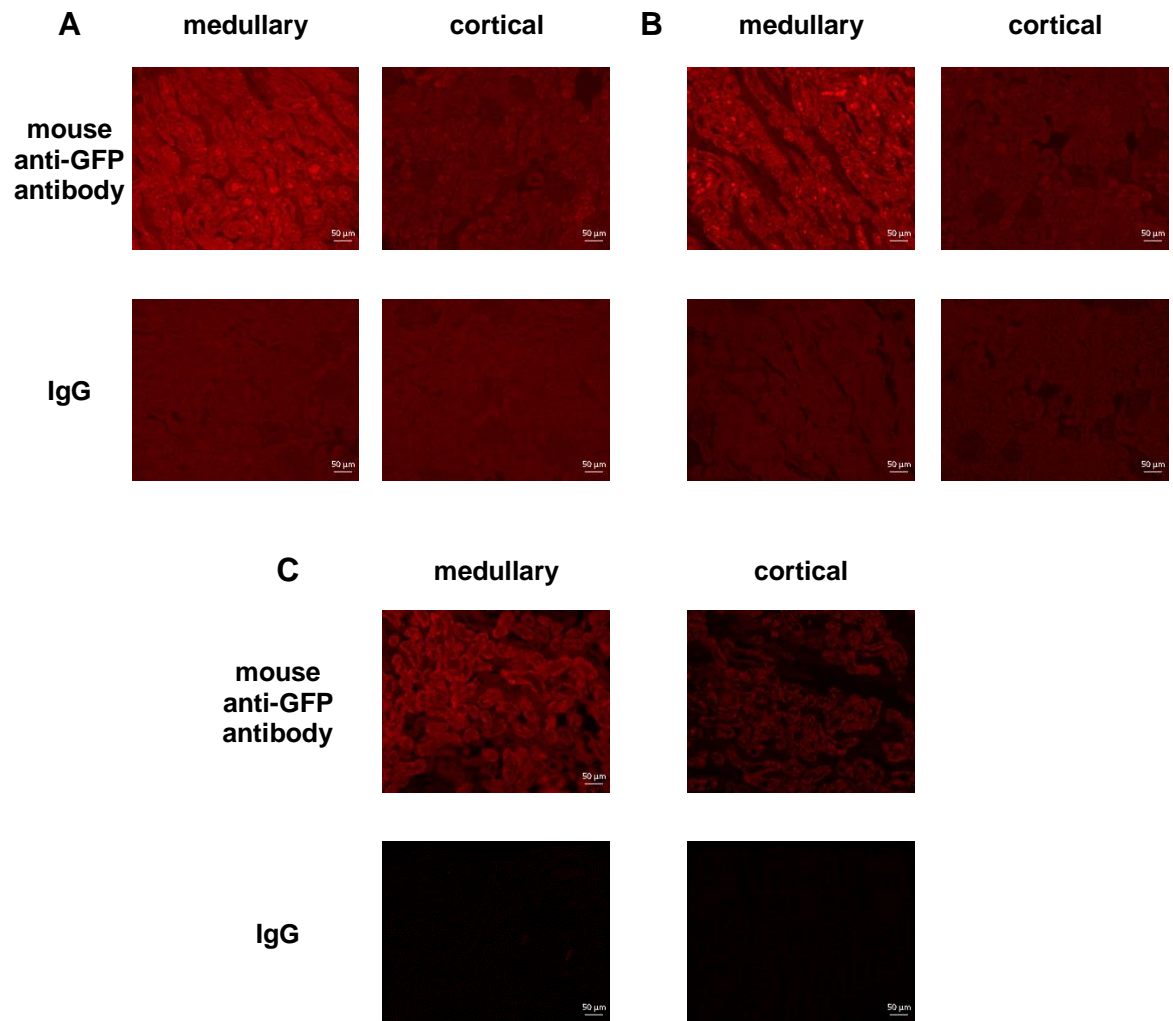 A medullary cortical B medullary cortical
mouse
anti-GFP
antibody
50 µm 50 µm 50 µm 50 µm
IgG
50 µm 50 µm 50 µm 50 µm
C medullary cortical
mouse
anti-GFP
antibody
50 µm 50 µm
IgG
50 µm 50 µm